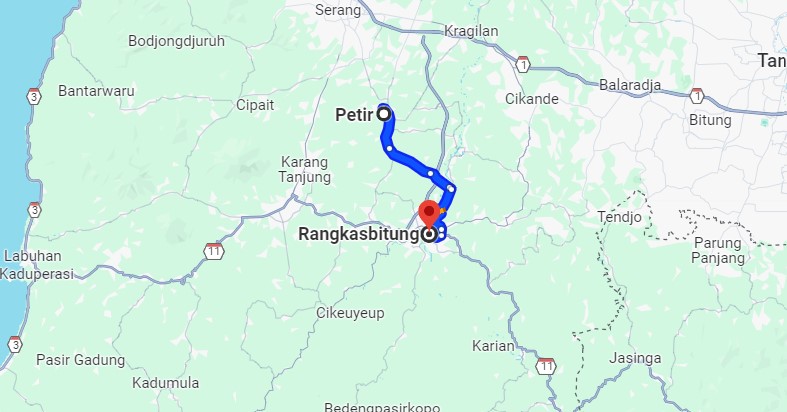 Serang
Kragilan
Bodjongdjuruh
1
Tan
3
Bantarwaru
Balaradja
1
Cipait
Cikande
Petir
Bitung
Karang
Tanjung
3
Tendjo
Rangkasbitung
Parung
Panjang
11
Labuhan
Kaduperasi
Cikeuyeup
3
Karian
Pasir Gadung
11
Jasinga
Kadumula
Bedengpasirkopo